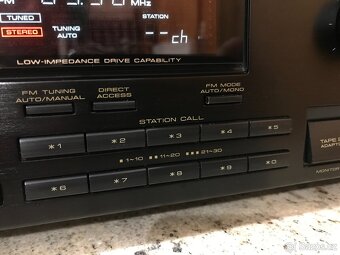 MHz
TUNED
STATION
STEREO
TUNING
AUTO
--ch
LOW-IMPEDANCE DRIVE CAPABILITY
FM TUNING
AUTO/MANUAL
DIRECT
ACCESS
FM MODE
AUTO/MONO
STATION CALL
*1 *2 *3 *4 *5
1~10 11~20 21~30
*6 *7 *8 *9 *0
TAPE
ADAPT
MONITOR